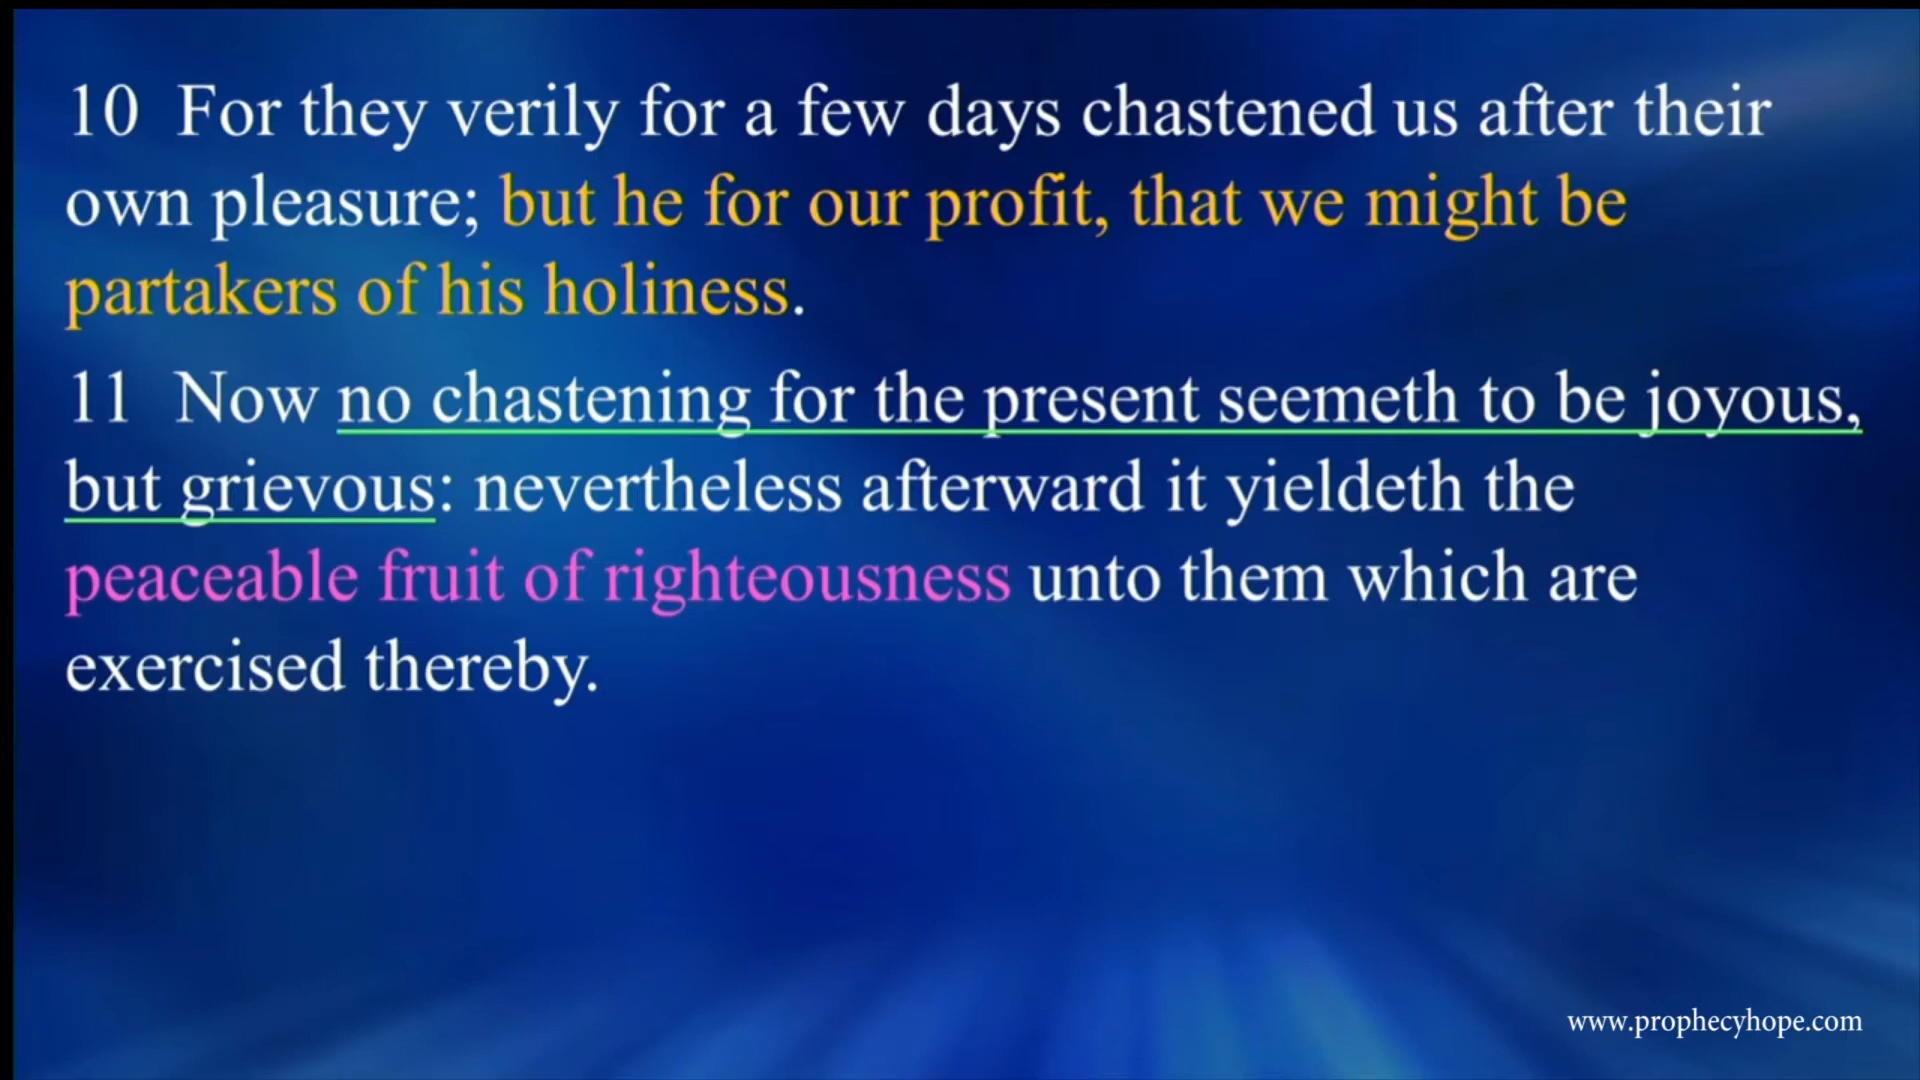 10 For they verily for a few days chastened us after their
own pleasure; but he for our profit, that we might be
partakers of his holiness.
11 Now no chastening for the present seemeth to be joyous,
but grievous: nevertheless afterward it yieldeth the
peaceable fruit of righteousness unto them which are
exercised thereby.
www.prophecyhope.com